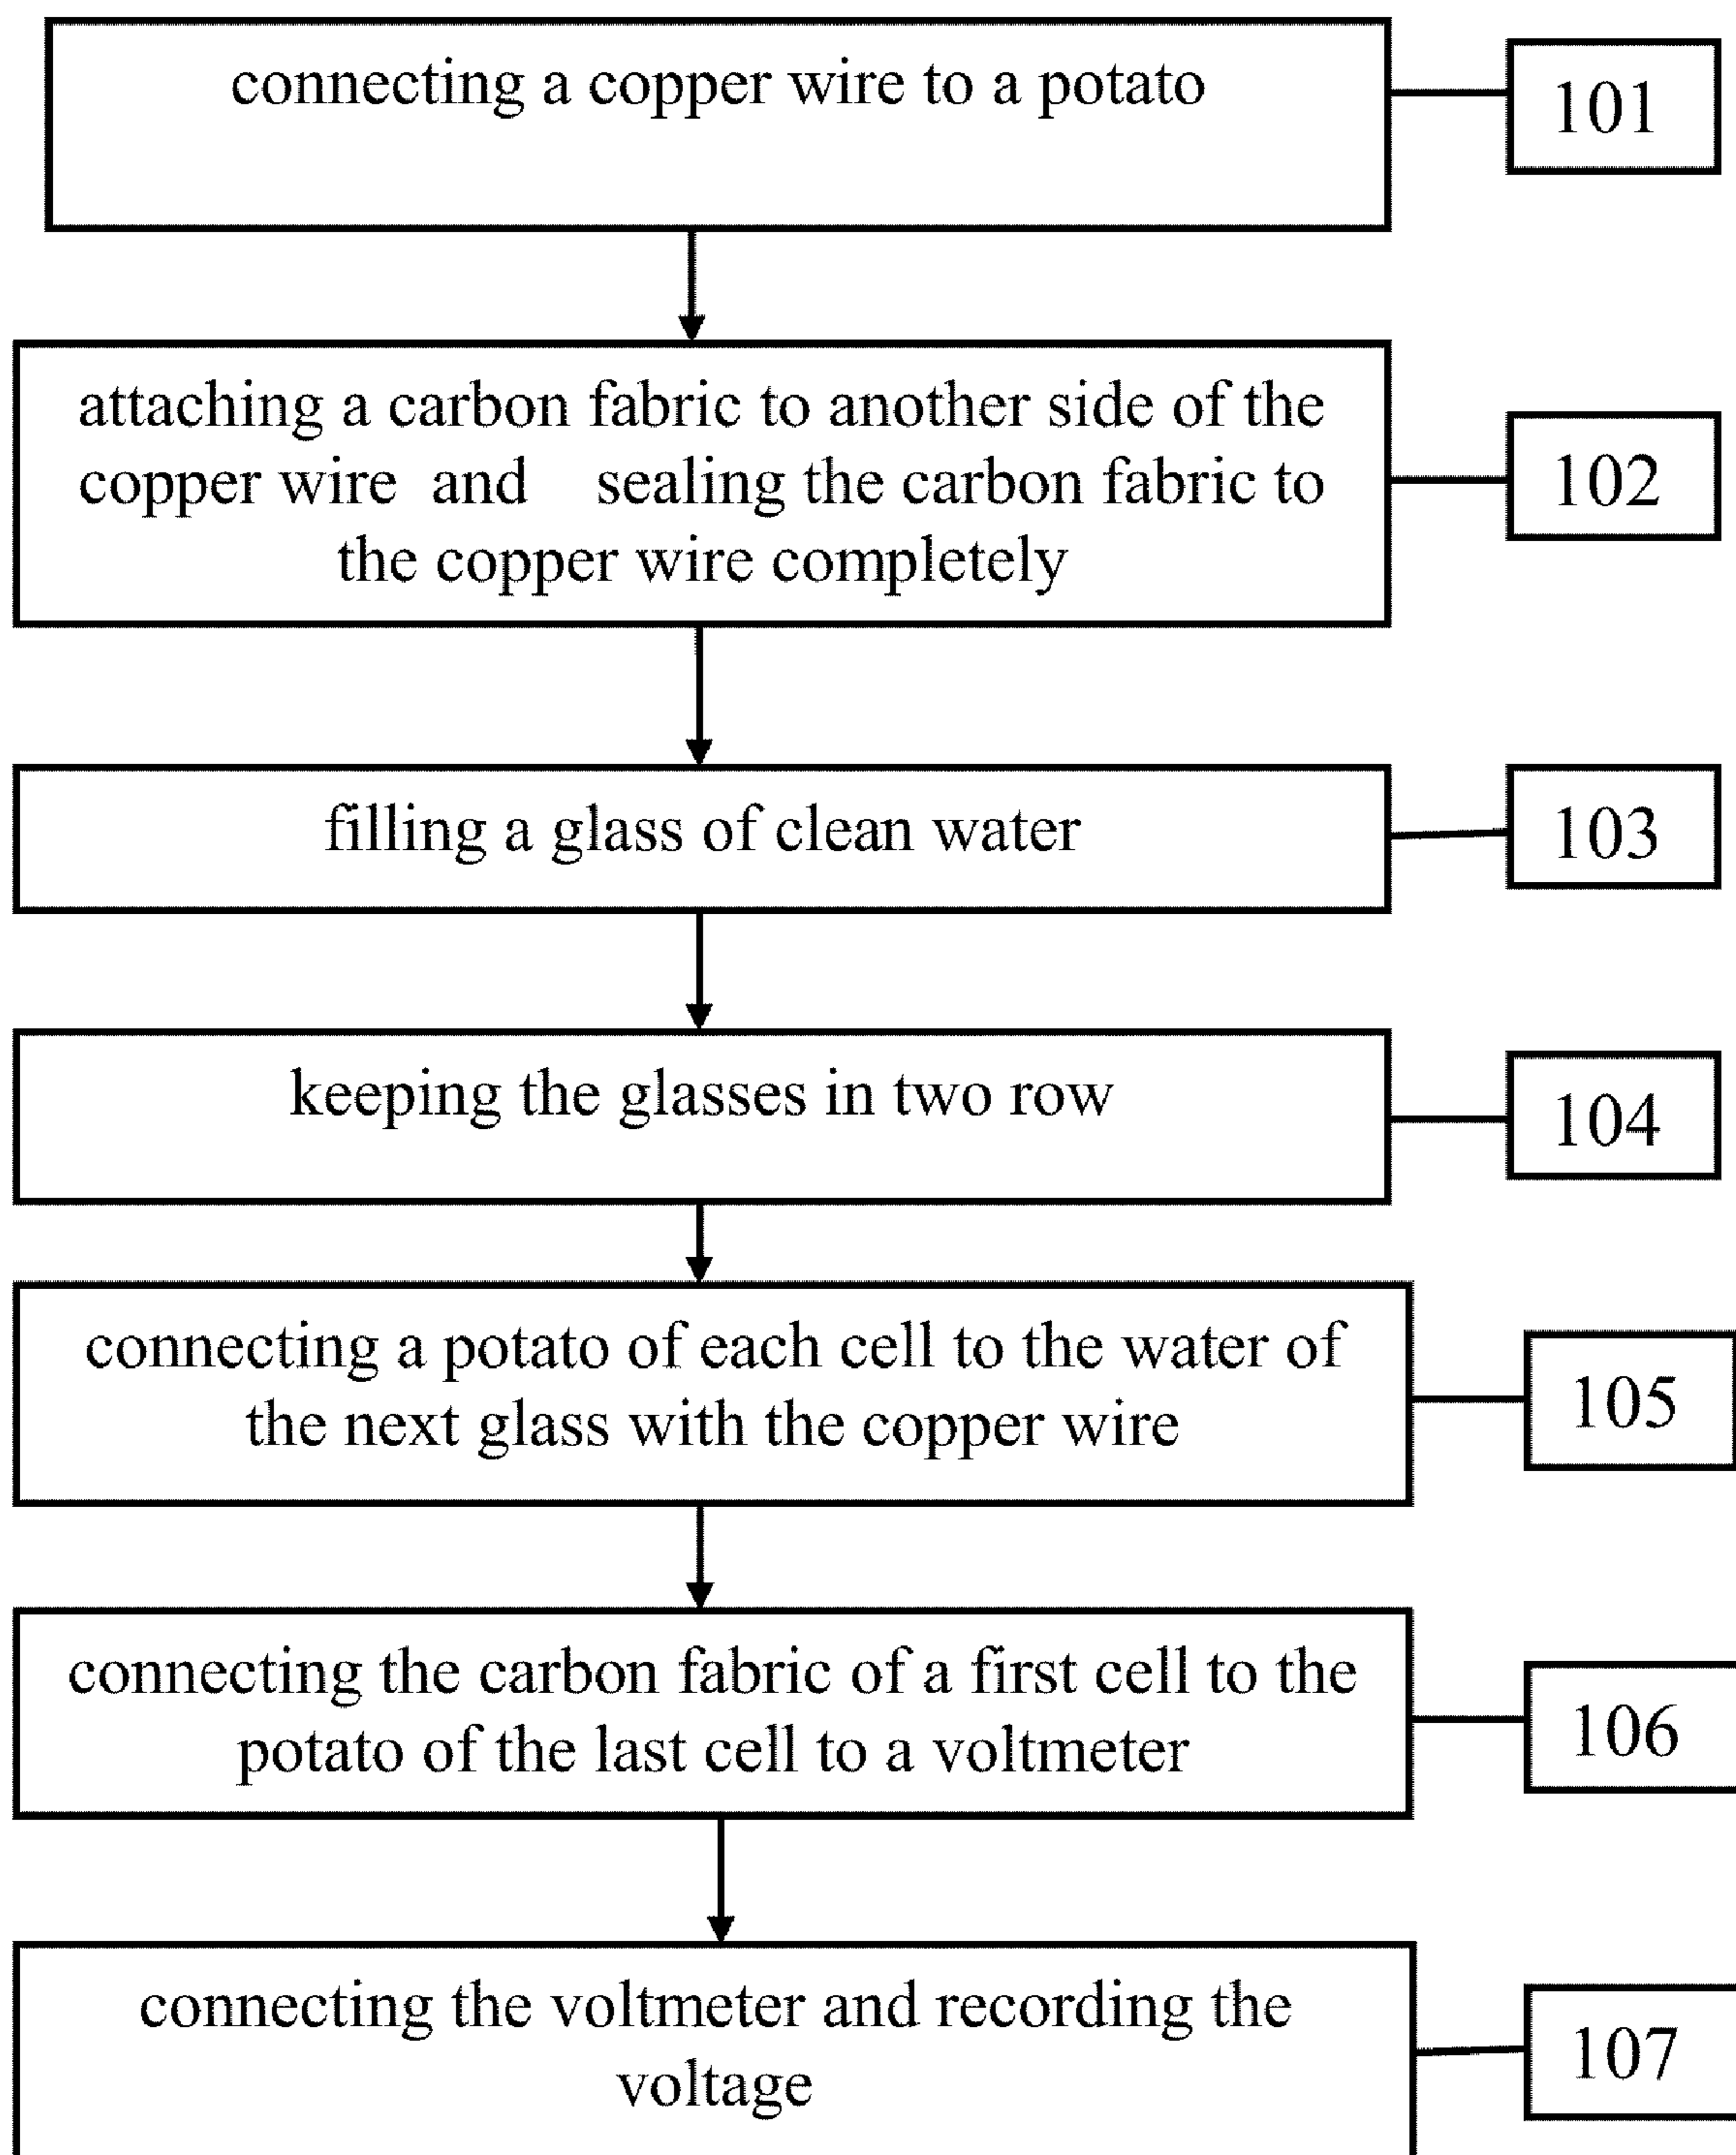 connecting a copper wire to a potato
101
attaching a carbon fabric to another side of the
copper wire and sealing the carbon fabric to
the copper wire completely
102
filling a glass of clean water
103
keeping the glasses in two row
104
connecting a potato of each cell to the water of
the next glass with the copper wire
105
connecting the carbon fabric of a first cell to the
potato of the last cell to a voltmeter
106
connecting the voltmeter and recording the
voltage
107